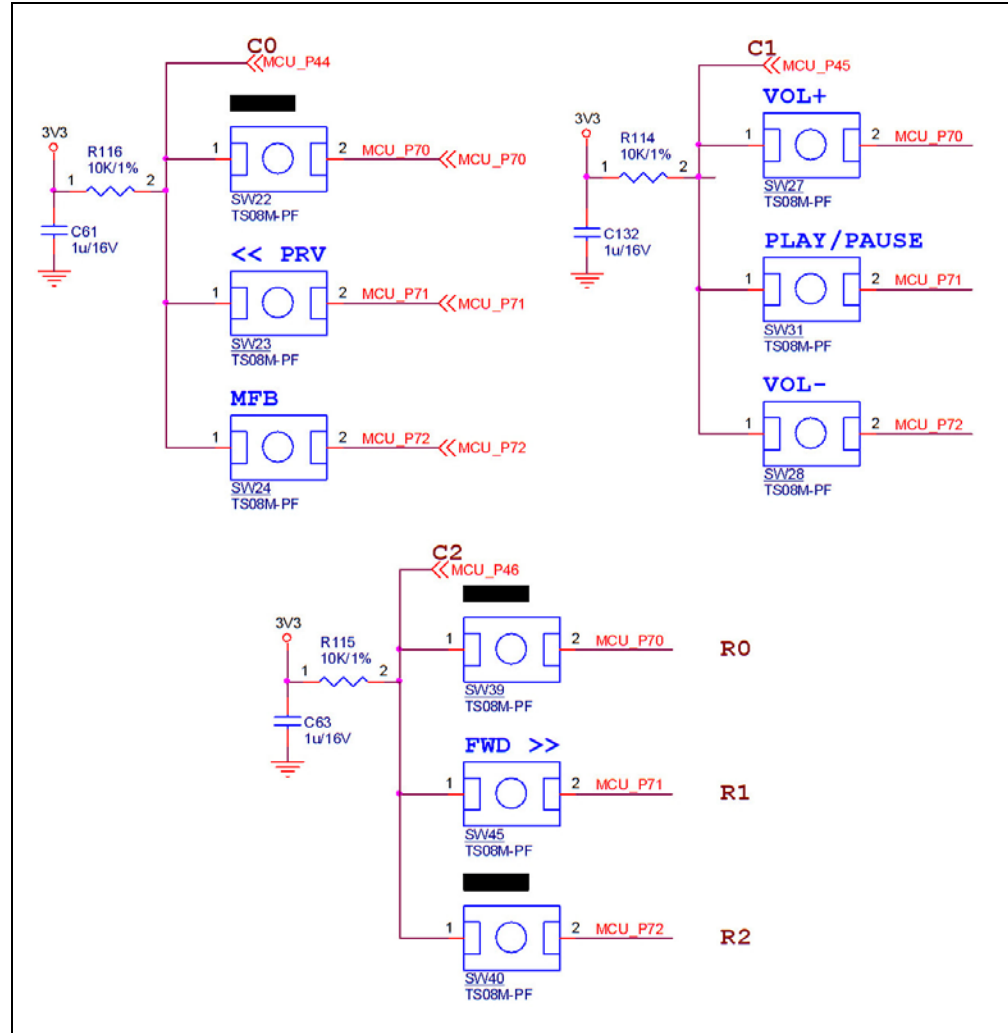 C0
MCU_P44
3V3
R116
10K/1%
1 2
C61
1u/16V
1 2 MCU_P70 MCU_P70
SW22
TS08M-PF
<< PRV
1 2 MCU_P71 MCU_P71
SW23
TS08M-PF
MFB
1 2 MCU_P72 MCU_P72
SW24
TS08M-PF
C1
MCU_P45
VOL+
3V3
R114
10K/1%
1 2
C132
1u/16V
1 2 MCU_P70
SW27
TS08M-PF
PLAY/PAUSE
1 2 MCU_P71
SW31
TS08M-PF
VOL-
1 2 MCU_P72
SW28
TS08M-PF
C2
MCU_P46
3V3
R115
10K/1%
1 2
C63
1u/16V
1 2 MCU_P70 R0
SW39
TS08M-PF
FWD >>
1 2 MCU_P71 R1
SW45
TS08M-PF
1 2 MCU_P72 R2
SW40
TS08M-PF